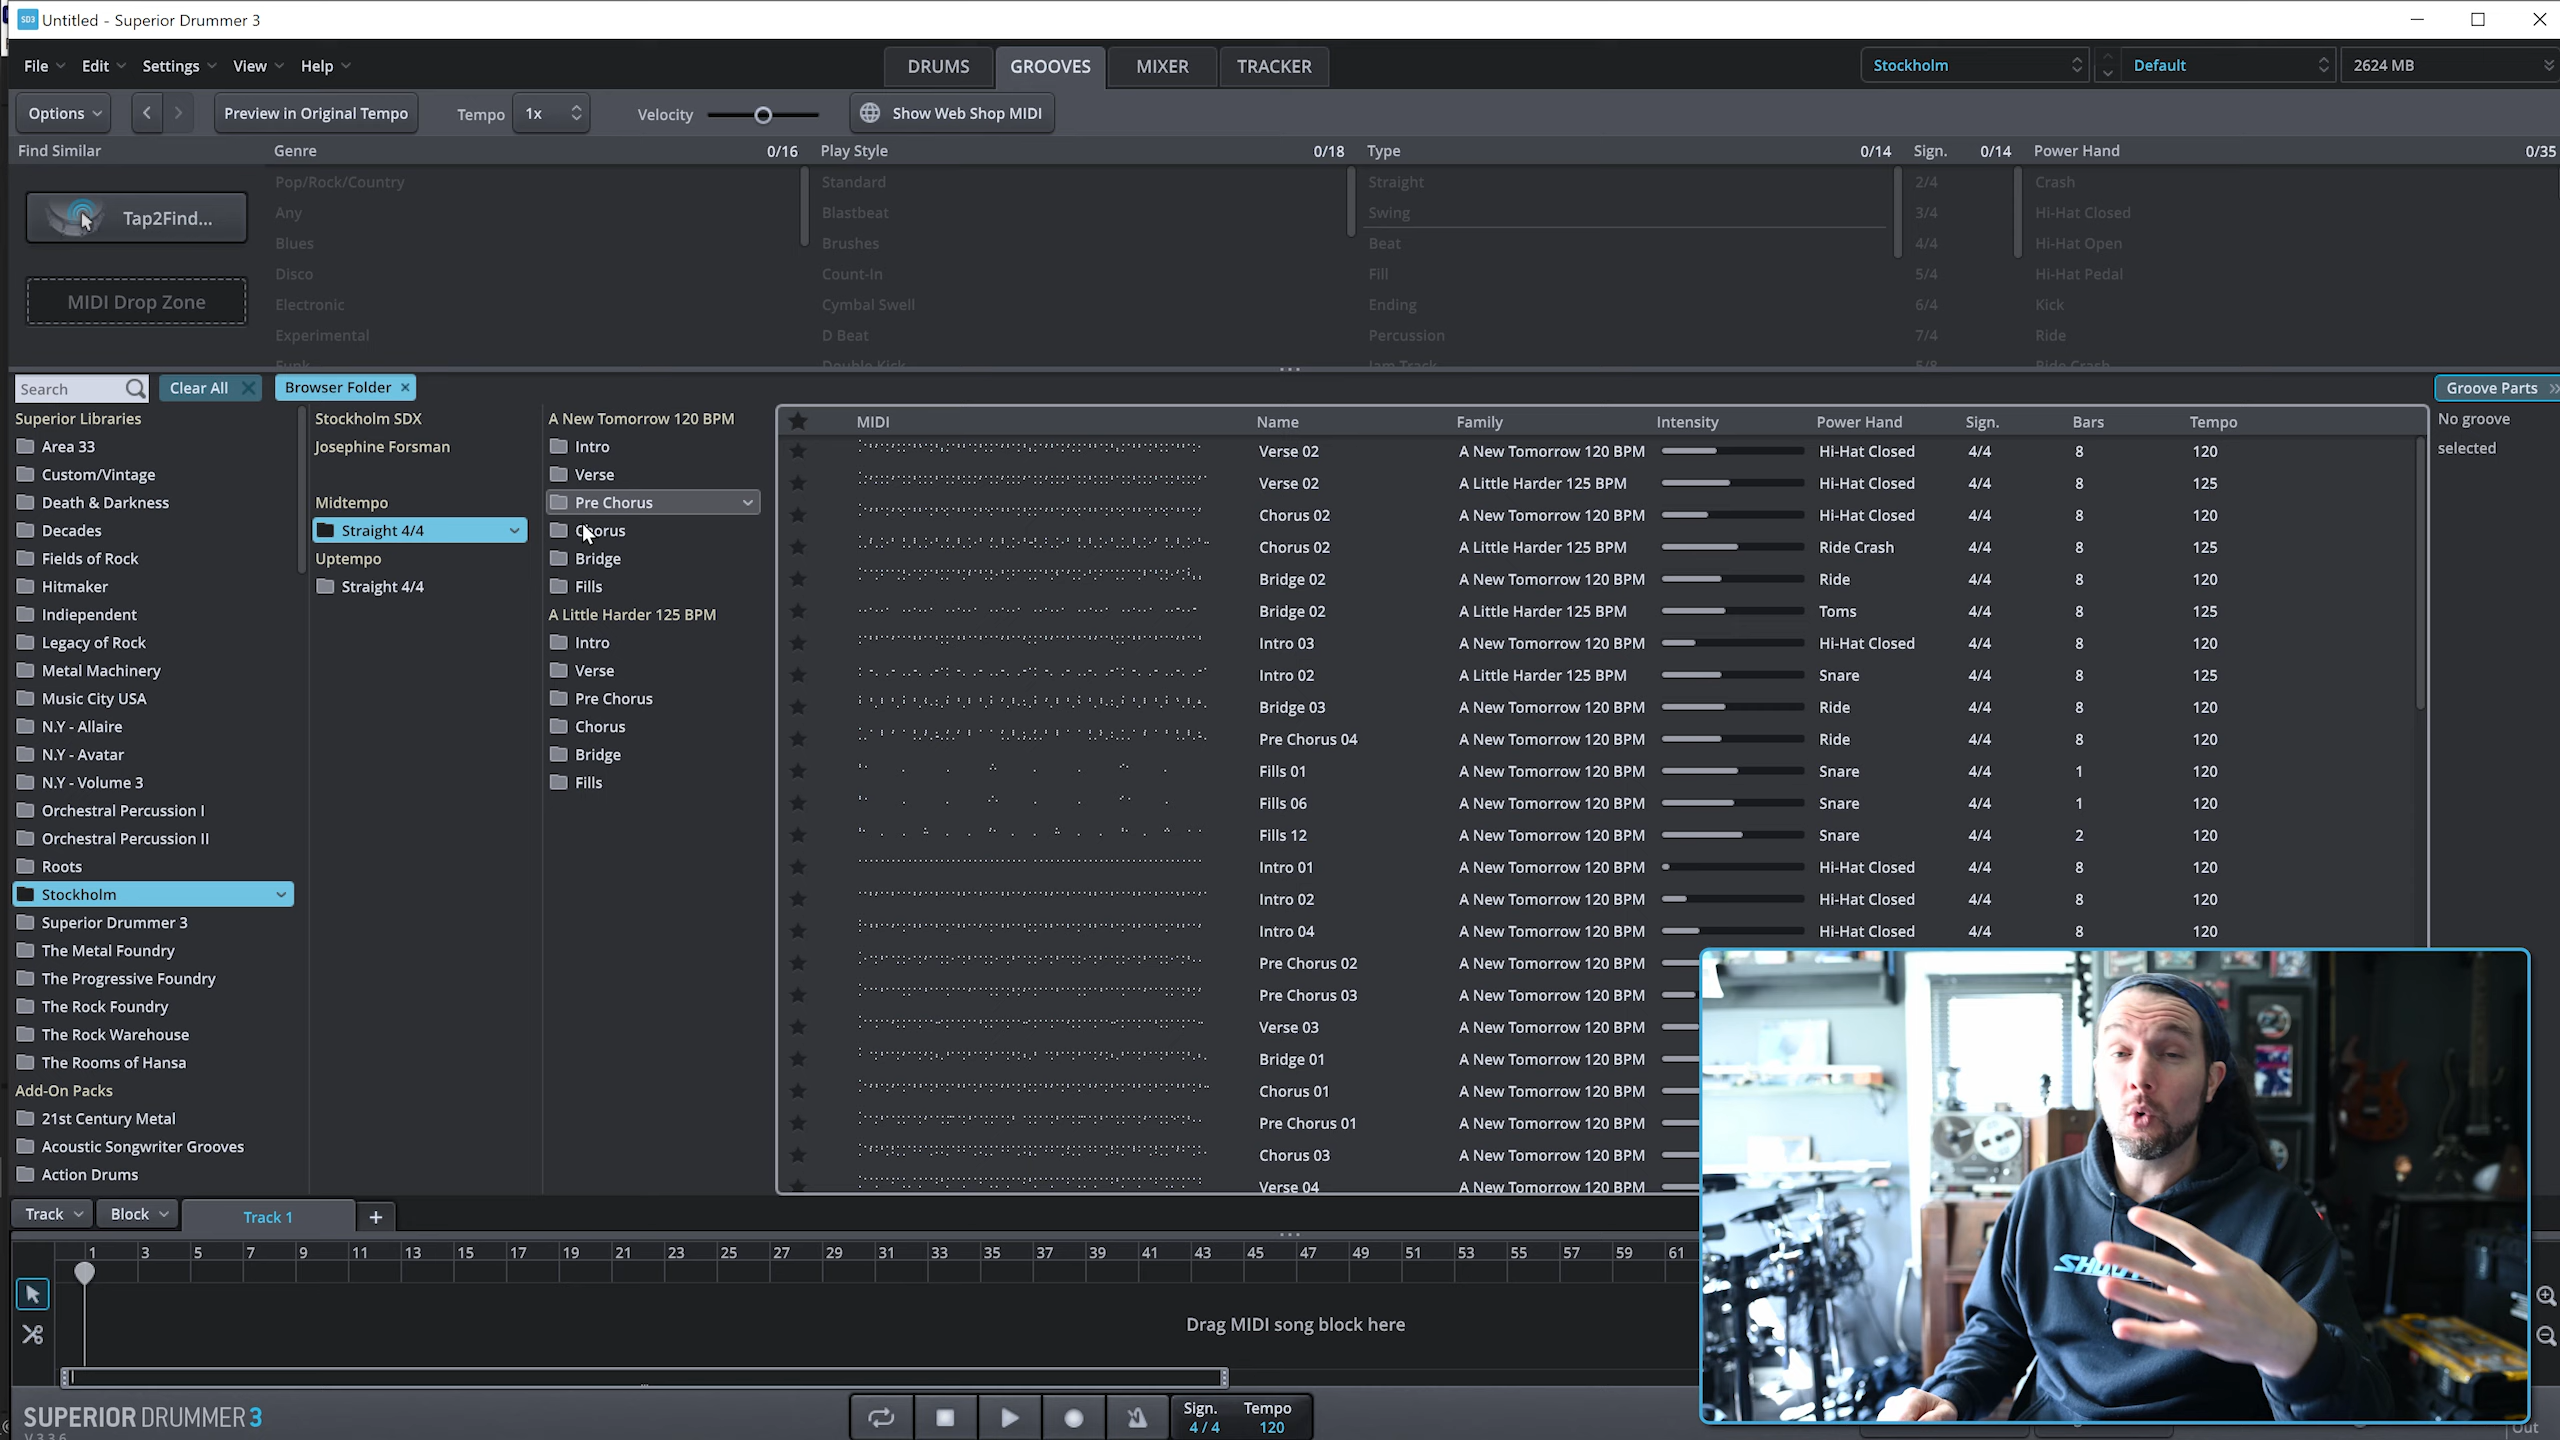 Untitled - Superior Drummer 3
File Edit Settings View Help
DRUMS GROOVES MIXER TRACKER
Stockholm Default 2624 MB
Options Preview in Original Tempo Tempo 1x Velocity Show Web Shop MIDI
Find Similar Genre 0/16 Play Style 0/18 Type 0/14 Sign. 0/14 Power Hand 0/35
Pop/Rock/Country Standard Straight 2/4 Crash
Tap2Find... Any Blastbeat Swing 3/4 Hi-Hat Closed
Blues Brushes Beat 4/4 Hi-Hat Open
Disco Count-In Fill 5/4 Hi-Hat Pedal
MIDI Drop Zone Electronic Cymbal Swell Ending 6/4 Kick
Experimental D Beat Percussion 7/4 Ride
Funk Double Kick Jam Track 5/8 Ride Crash
Search Clear All Browser Folder Groove Parts
No groove
selected
Superior Libraries
Area 33
Custom/Vintage
Death & Darkness
Decades
Fields of Rock
Hitmaker
Indiependent
Legacy of Rock
Metal Machinery
Music City USA
N.Y - Allaire
N.Y - Avatar
N.Y - Volume 3
Orchestral Percussion I
Orchestral Percussion II
Roots
Stockholm
Superior Drummer 3
The Metal Foundry
The Progressive Foundry
The Rock Foundry
The Rock Warehouse
The Rooms of Hansa
Add-On Packs
21st Century Metal
Acoustic Songwriter Grooves
Action Drums
Stockholm SDX
Josephine Forsman
Midtempo
Straight 4/4
Uptempo
Straight 4/4
A New Tomorrow 120 BPM
Intro
Verse
Pre Chorus
Chorus
Bridge
Fills
A Little Harder 125 BPM
Intro
Verse
Pre Chorus
Chorus
Bridge
Fills
MIDI Name Family Intensity Power Hand Sign. Bars Tempo
Verse 02 A New Tomorrow 120 BPM Hi-Hat Closed 4/4 8 120
Verse 02 A Little Harder 125 BPM Hi-Hat Closed 4/4 8 125
Chorus 02 A New Tomorrow 120 BPM Hi-Hat Closed 4/4 8 120
Chorus 02 A Little Harder 125 BPM Ride Crash 4/4 8 125
Bridge 02 A New Tomorrow 120 BPM Ride 4/4 8 120
Bridge 02 A Little Harder 125 BPM Toms 4/4 8 125
Intro 03 A New Tomorrow 120 BPM Hi-Hat Closed 4/4 8 120
Intro 02 A Little Harder 125 BPM Snare 4/4 8 125
Bridge 03 A New Tomorrow 120 BPM Ride 4/4 8 120
Pre Chorus 04 A New Tomorrow 120 BPM Ride 4/4 8 120
Fills 01 A New Tomorrow 120 BPM Snare 4/4 1 120
Fills 06 A New Tomorrow 120 BPM Snare 4/4 1 120
Fills 12 A New Tomorrow 120 BPM Snare 4/4 2 120
Intro 01 A New Tomorrow 120 BPM Hi-Hat Closed 4/4 8 120
Intro 02 A New Tomorrow 120 BPM Hi-Hat Closed 4/4 8 120
Intro 04 A New Tomorrow 120 BPM Hi-Hat Closed 4/4 8 120
Pre Chorus 02 A New Tomorrow 120 BPM
Pre Chorus 03 A New Tomorrow 120 BPM
Verse 03 A New Tomorrow 120 BPM
Bridge 01 A New Tomorrow 120 BPM
Chorus 01 A New Tomorrow 120 BPM
Pre Chorus 01 A New Tomorrow 120 BPM
Chorus 03 A New Tomorrow 120 BPM
Verse 04 A New Tomorrow 120 BPM
Track Block Track 1 +
1 3 5 7 9 11 13 15 17 19 21 23 25 27 29 31 33 35 37 39 41 43 45 47 49 51 53 55 57 59 61
Drag MIDI song block here
SUPERIOR DRUMMER 3
V 3.3.6
Sign. Tempo
4 / 4 120
Out